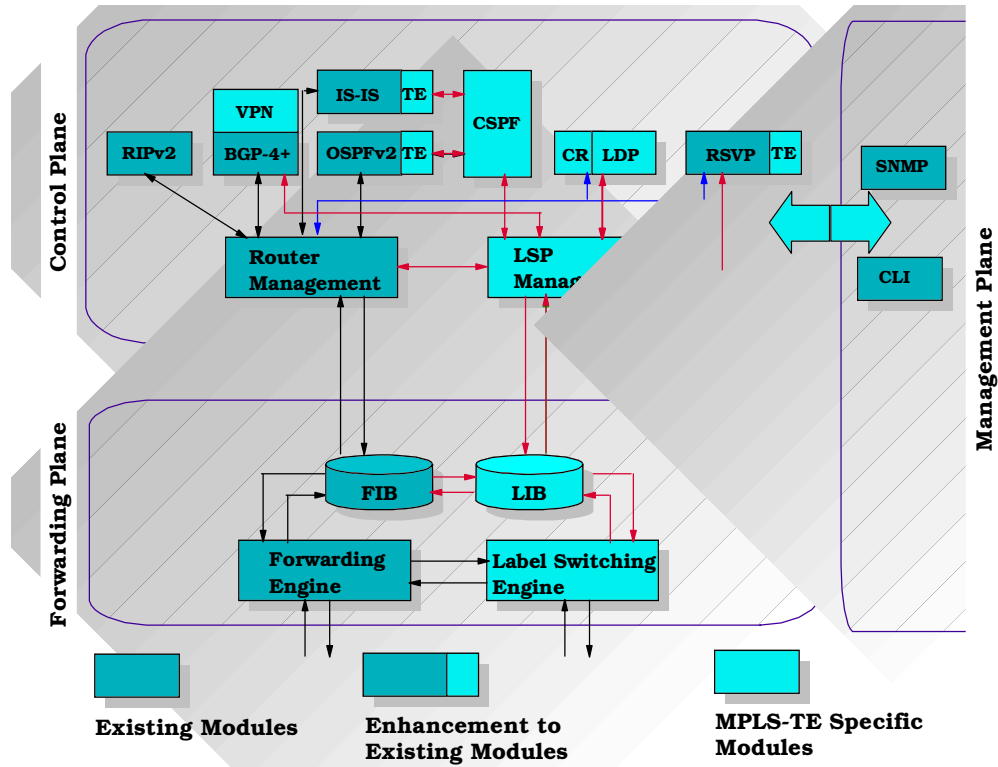 Control Plane
VPN
IS-IS TE
CSPF
RIPv2
BGP-4+
OSPFv2 TE
CR LDP
RSVP TE
SNMP
Router
Management
LSP
Manag
CLI
Management Plane
Forwarding Plane
FIB
LIB
Forwarding
Engine
Label Switching
Engine
Existing Modules
Enhancement to
Existing Modules
MPLS-TE Specific
Modules